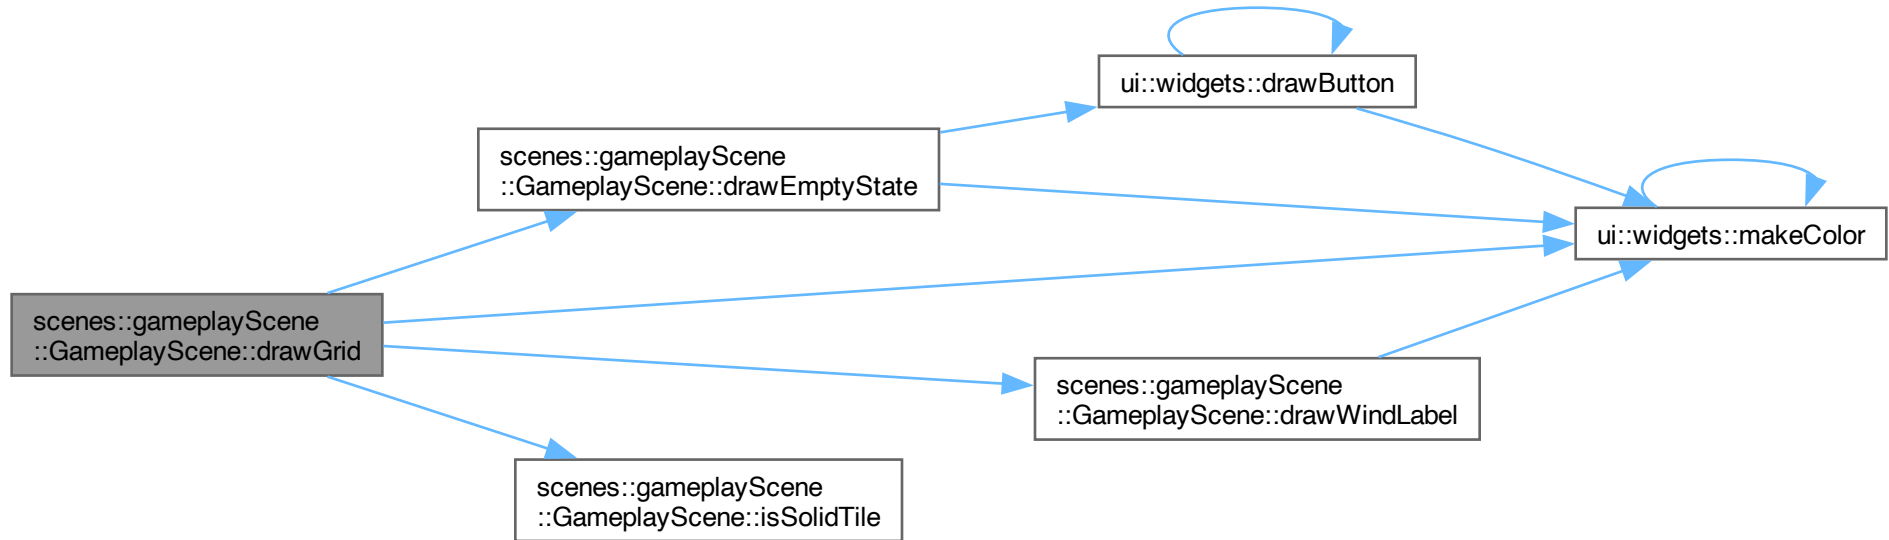 ui::widgets::drawButton
scenes::gameplayScene
::GameplayScene::drawEmptyState
ui::widgets::makeColor
scenes::gameplayScene
::GameplayScene::drawGrid
scenes::gameplayScene
::GameplayScene::drawWindLabel
scenes::gameplayScene
::GameplayScene::isSolidTile